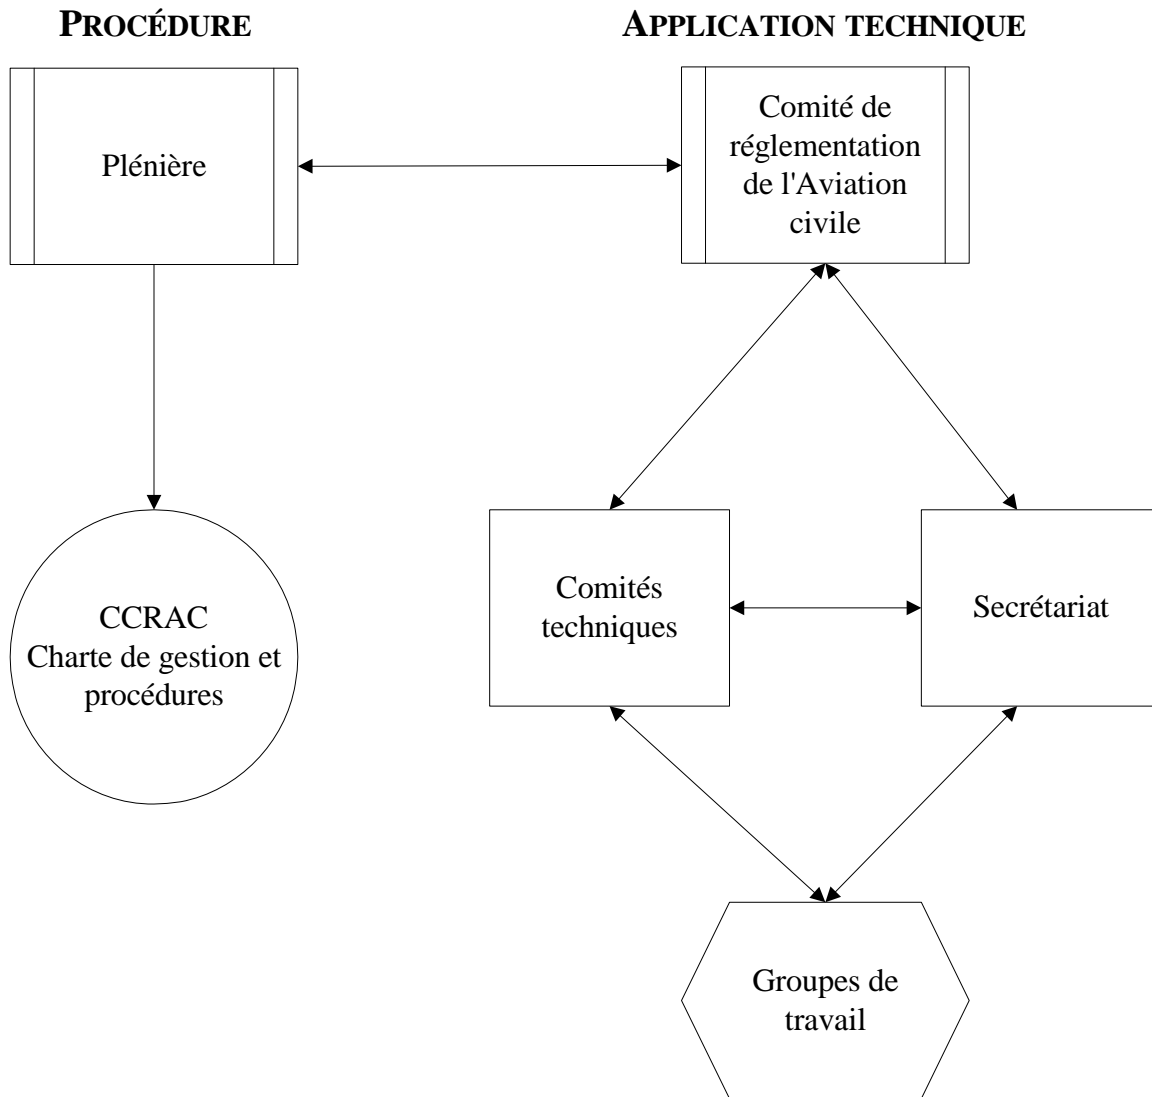 PROCÉDURE
APPLICATION TECHNIQUE
Plénière
Comité de
réglementation
de l'Aviation
civile
CCRAC
Charte de gestion et
procédures
Comités
techniques
Secrétariat
Groupes de
travail